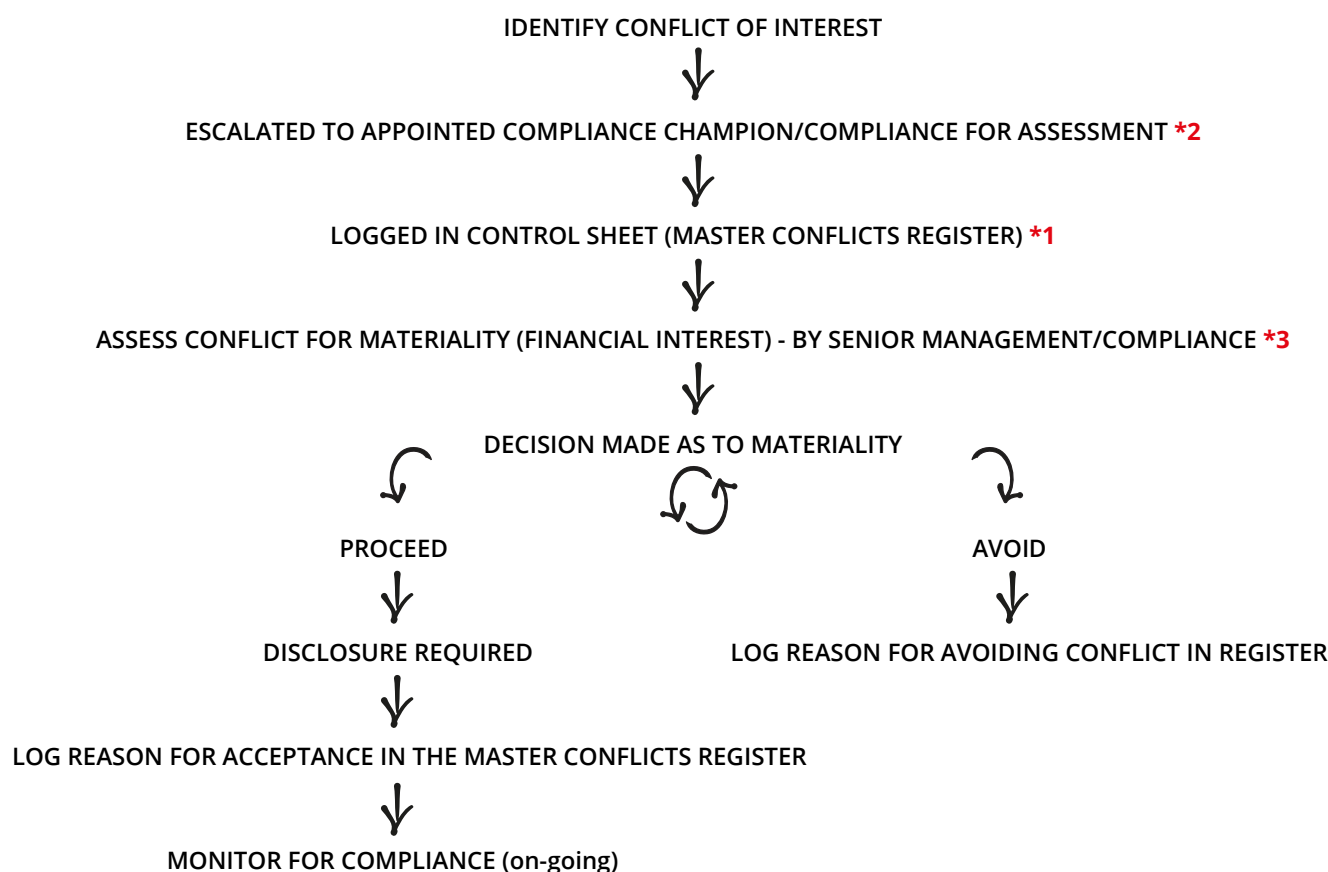 IDENTIFY CONFLICT OF INTEREST
ESCALATED TO APPOINTED COMPLIANCE CHAMPION/COMPLIANCE FOR ASSESSMENT *2
LOGGED IN CONTROL SHEET (MASTER CONFLICTS REGISTER) *1
ASSESS CONFLICT FOR MATERIALITY (FINANCIAL INTEREST) - BY SENIOR MANAGEMENT/COMPLIANCE *3
DECISION MADE AS TO MATERIALITY
PROCEED
AVOID
DISCLOSURE REQUIRED
LOG REASON FOR AVOIDING CONFLICT IN REGISTER
LOG REASON FOR ACCEPTANCE IN THE MASTER CONFLICTS REGISTER
MONITOR FOR COMPLIANCE (on-going)